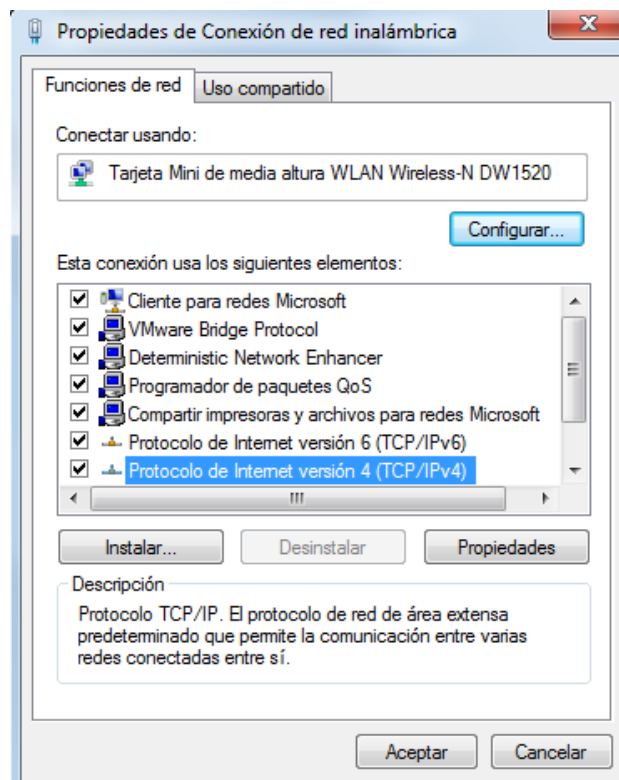 Propiedades de Conexión de red inalámbrica
Funciones de red
Uso compartido
Conectar usando:
Tarjeta Mini de media altura WLAN Wireless-N DW1520
Configurar...
Esta conexión usa los siguientes elementos:
Cliente para redes Microsoft
VMware Bridge Protocol
Deterministic Network Enhancer
Programador de paquetes QoS
Compartir impresoras y archivos para redes Microsoft
Protocolo de Internet versión 6 (TCP/IPv6)
Protocolo de Internet versión 4 (TCP/IPv4)
Instalar...
Desinstalar
Propiedades
Descripción
Protocolo TCP/IP. El protocolo de red de área extensa
predeterminado que permite la comunicación entre varias
redes conectadas entre sí.
Aceptar
Cancelar